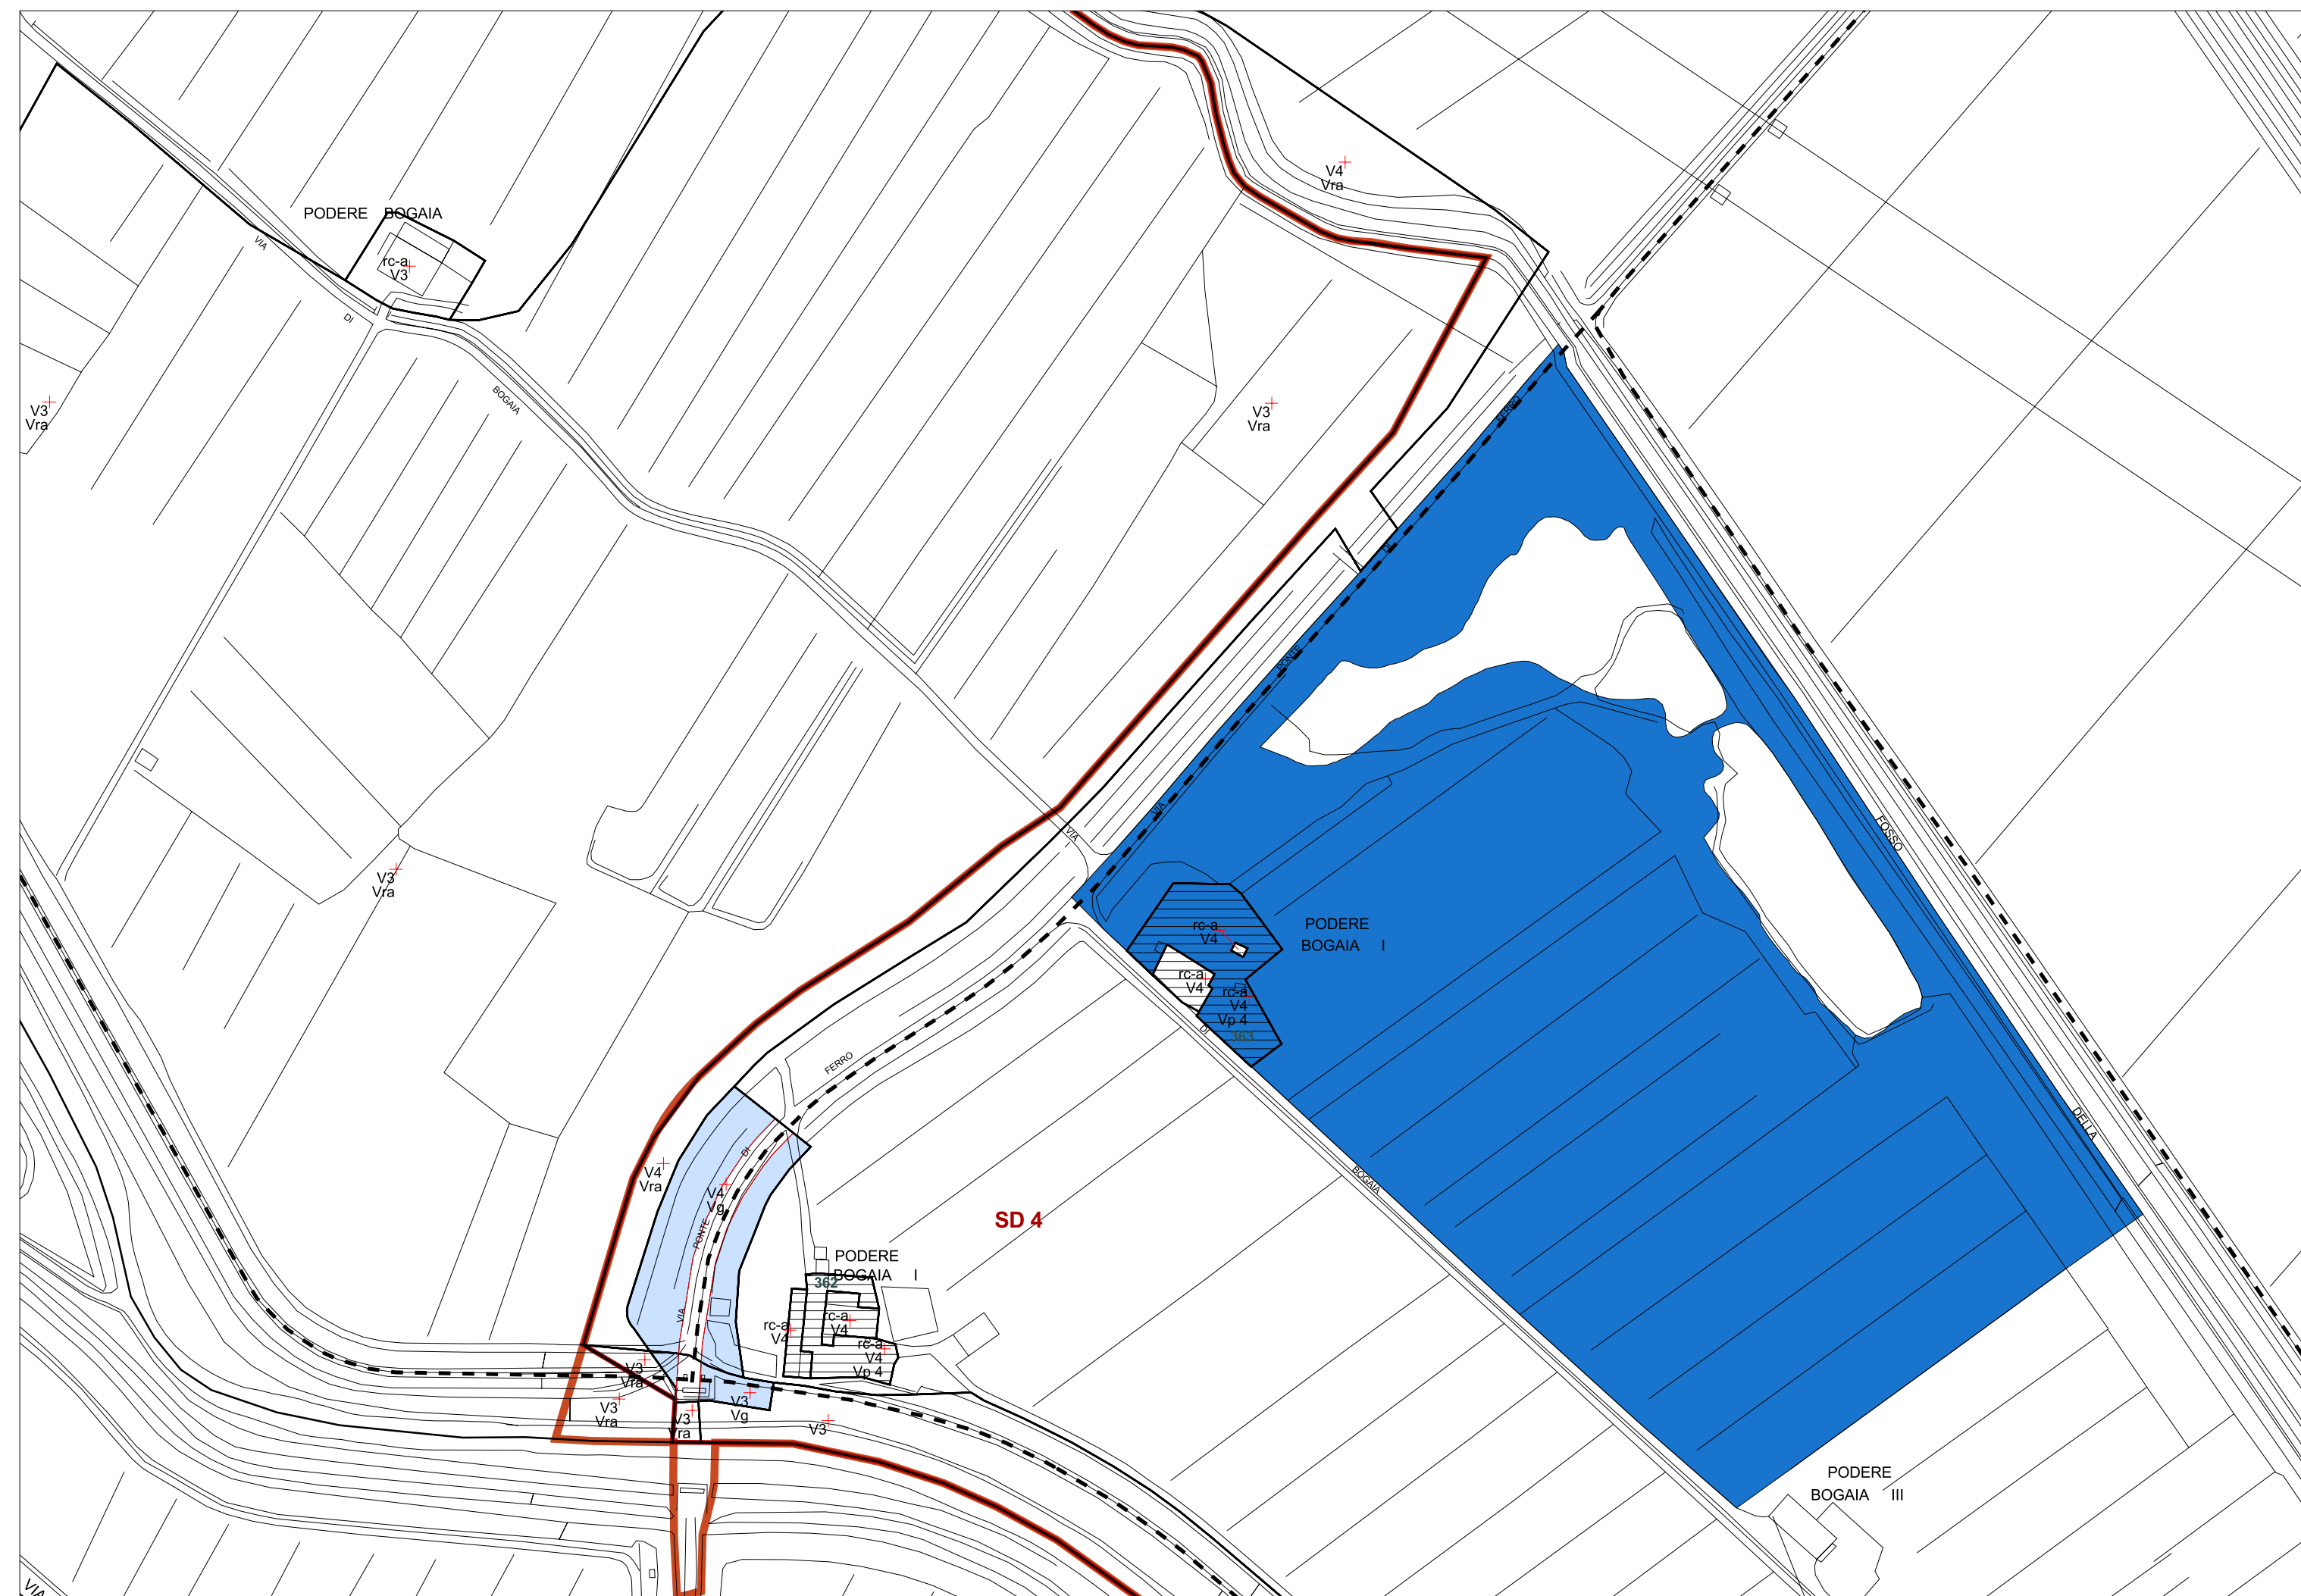 V4
Vra
PODERE BOGAIA
VIA
rc-a
V3
DI
BOGAIA
V3
Vra
V3
Vra
FERRO
DI
PONTE
VIA
VIA
FOSSO
V3
Vra
rc-a
V4
PODERE
BOGAIA I
rc-a
V4
rc-a
V4
Vp 4
363
DI
FERRO
DELLA
DI
V4
Vra
BOGAIA
V4
Vg
SD 4
PONTE
PODERE
BOGAIA I
362
VIA
rc-a
V4
rc-a
V4
rc-a
V4
Vp 4
V3
Vra
V3
Vra
V3
Vg
V3
Vra
V3
PODERE
BOGAIA III
VIA